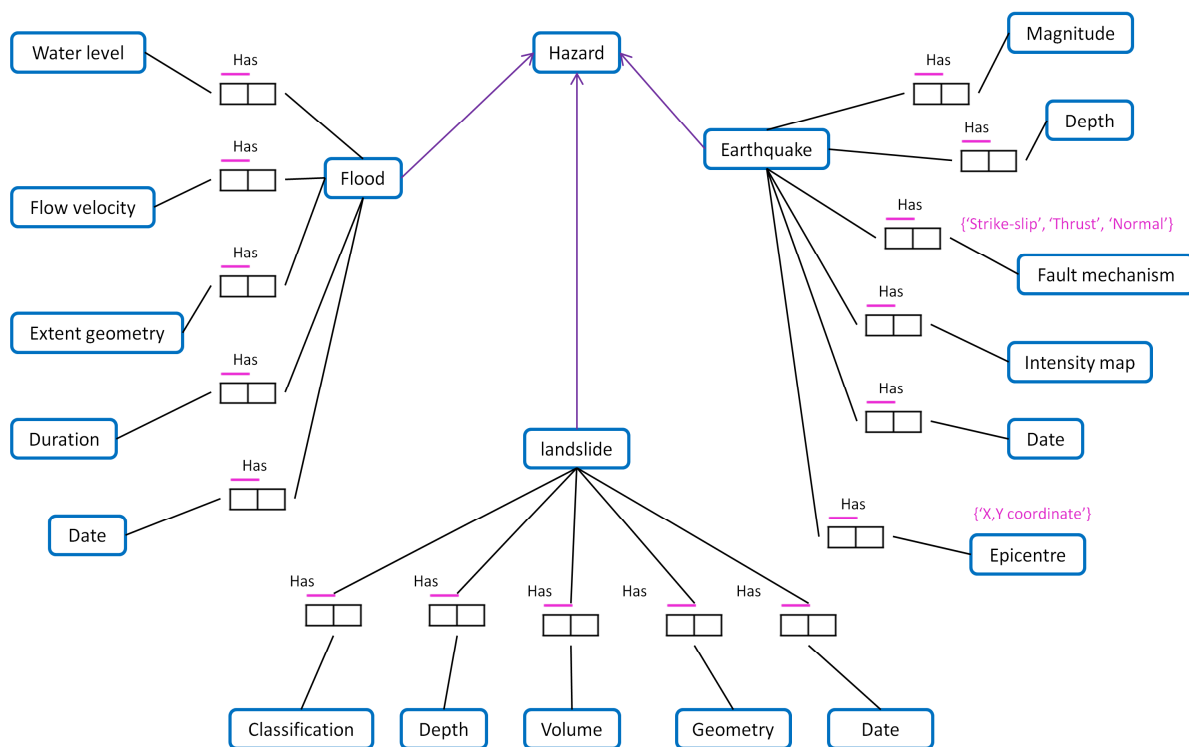 Water level
Has
Hazard
Has
Magnitude
Has
Depth
Earthquake
Has
Flood
Flow velocity
Has
{‘Strike-slip’, ‘Thrust’, ‘Normal’}
Fault mechanism
Has
Extent geometry
Has
Intensity map
Has
Duration
Has
Date
landslide
Has
Date
Has
{‘X,Y coordinate’}
Epicentre
Has
Has
Has
Has
Has
Classification
Depth
Volume
Geometry
Date